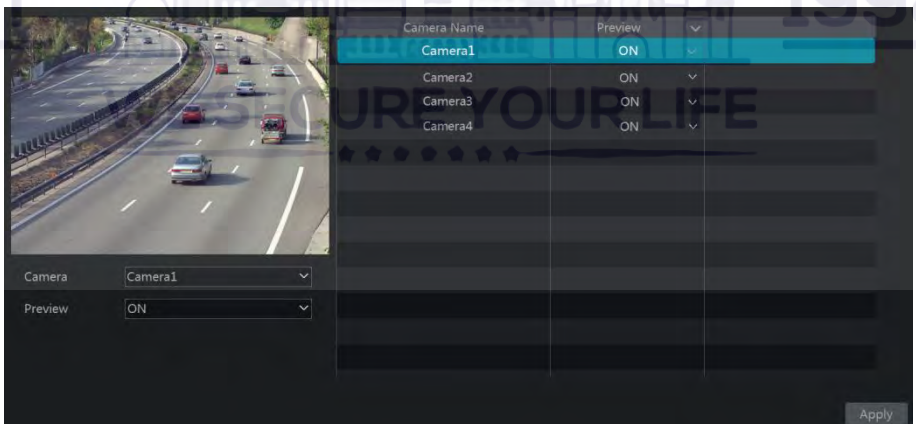 Camera Name Preview
Camera1 ON
Camera2 ON
Camera3 ON
Camera4 ON
SECURE YOUR LIFE
Camera Camera1
Preview ON
Apply